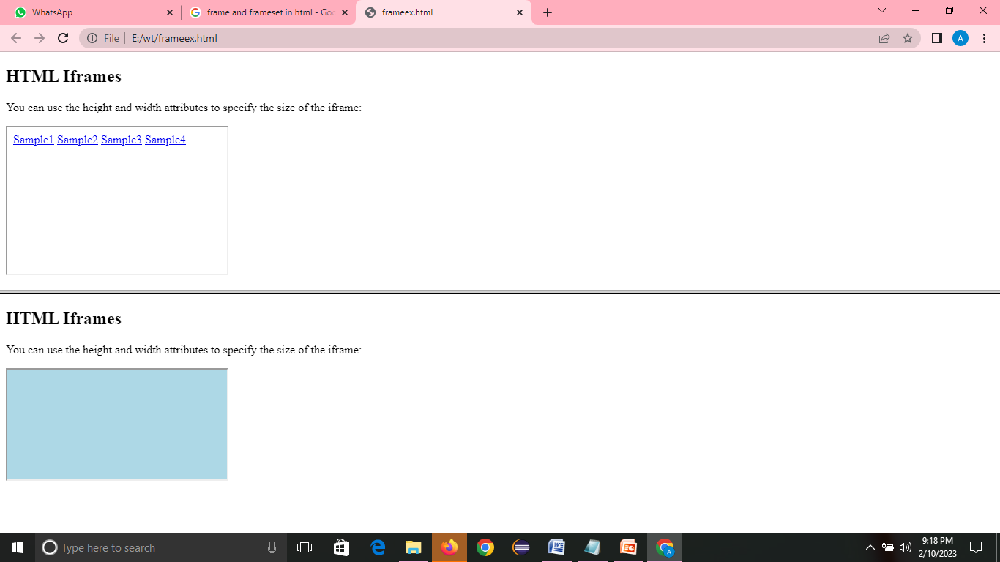 WhatsApp
frame and frameset in html - Goo
frameex.html
File
E:/wt/frameex.html
A
HTML Iframes
You can use the height and width attributes to specify the size of the iframe:
Sample1 Sample2 Sample3 Sample4
HTML Iframes
You can use the height and width attributes to specify the size of the iframe:
Type here to search
A
9:18 PM
2/10/2023